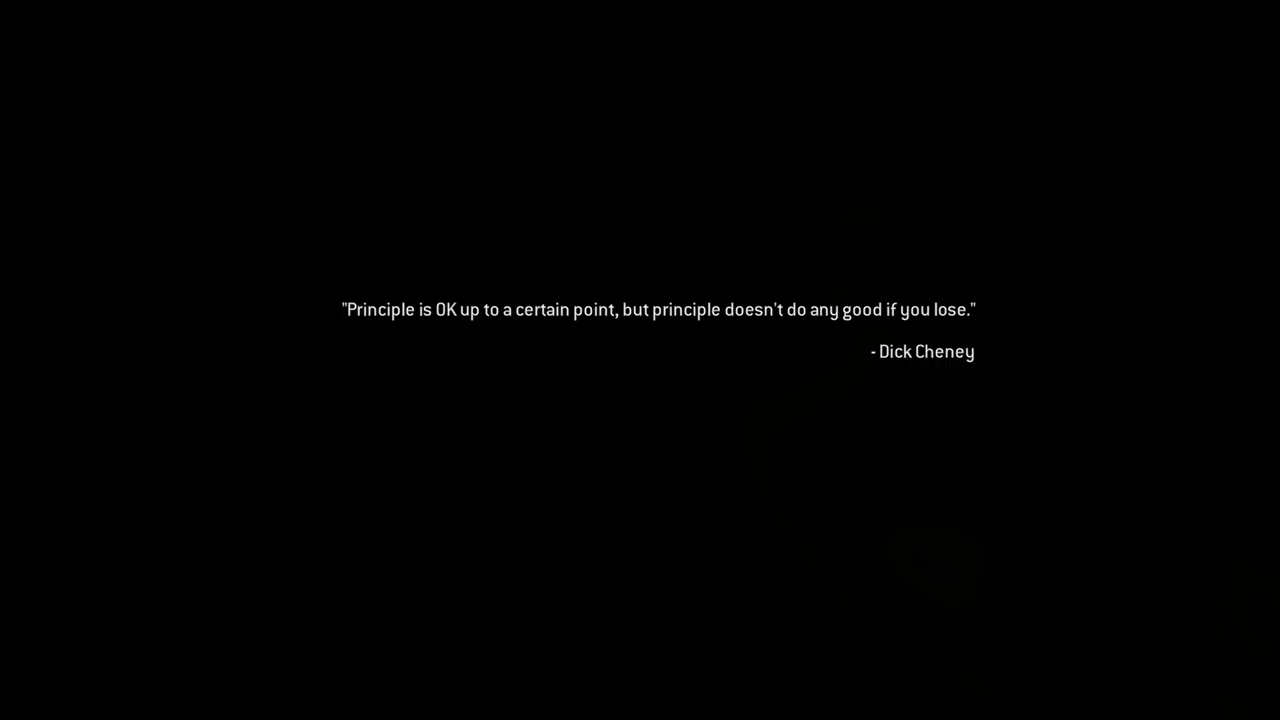 "Principle is OK up to a certain point, but principle doesn't do any good if you lose."
- Dick Cheney